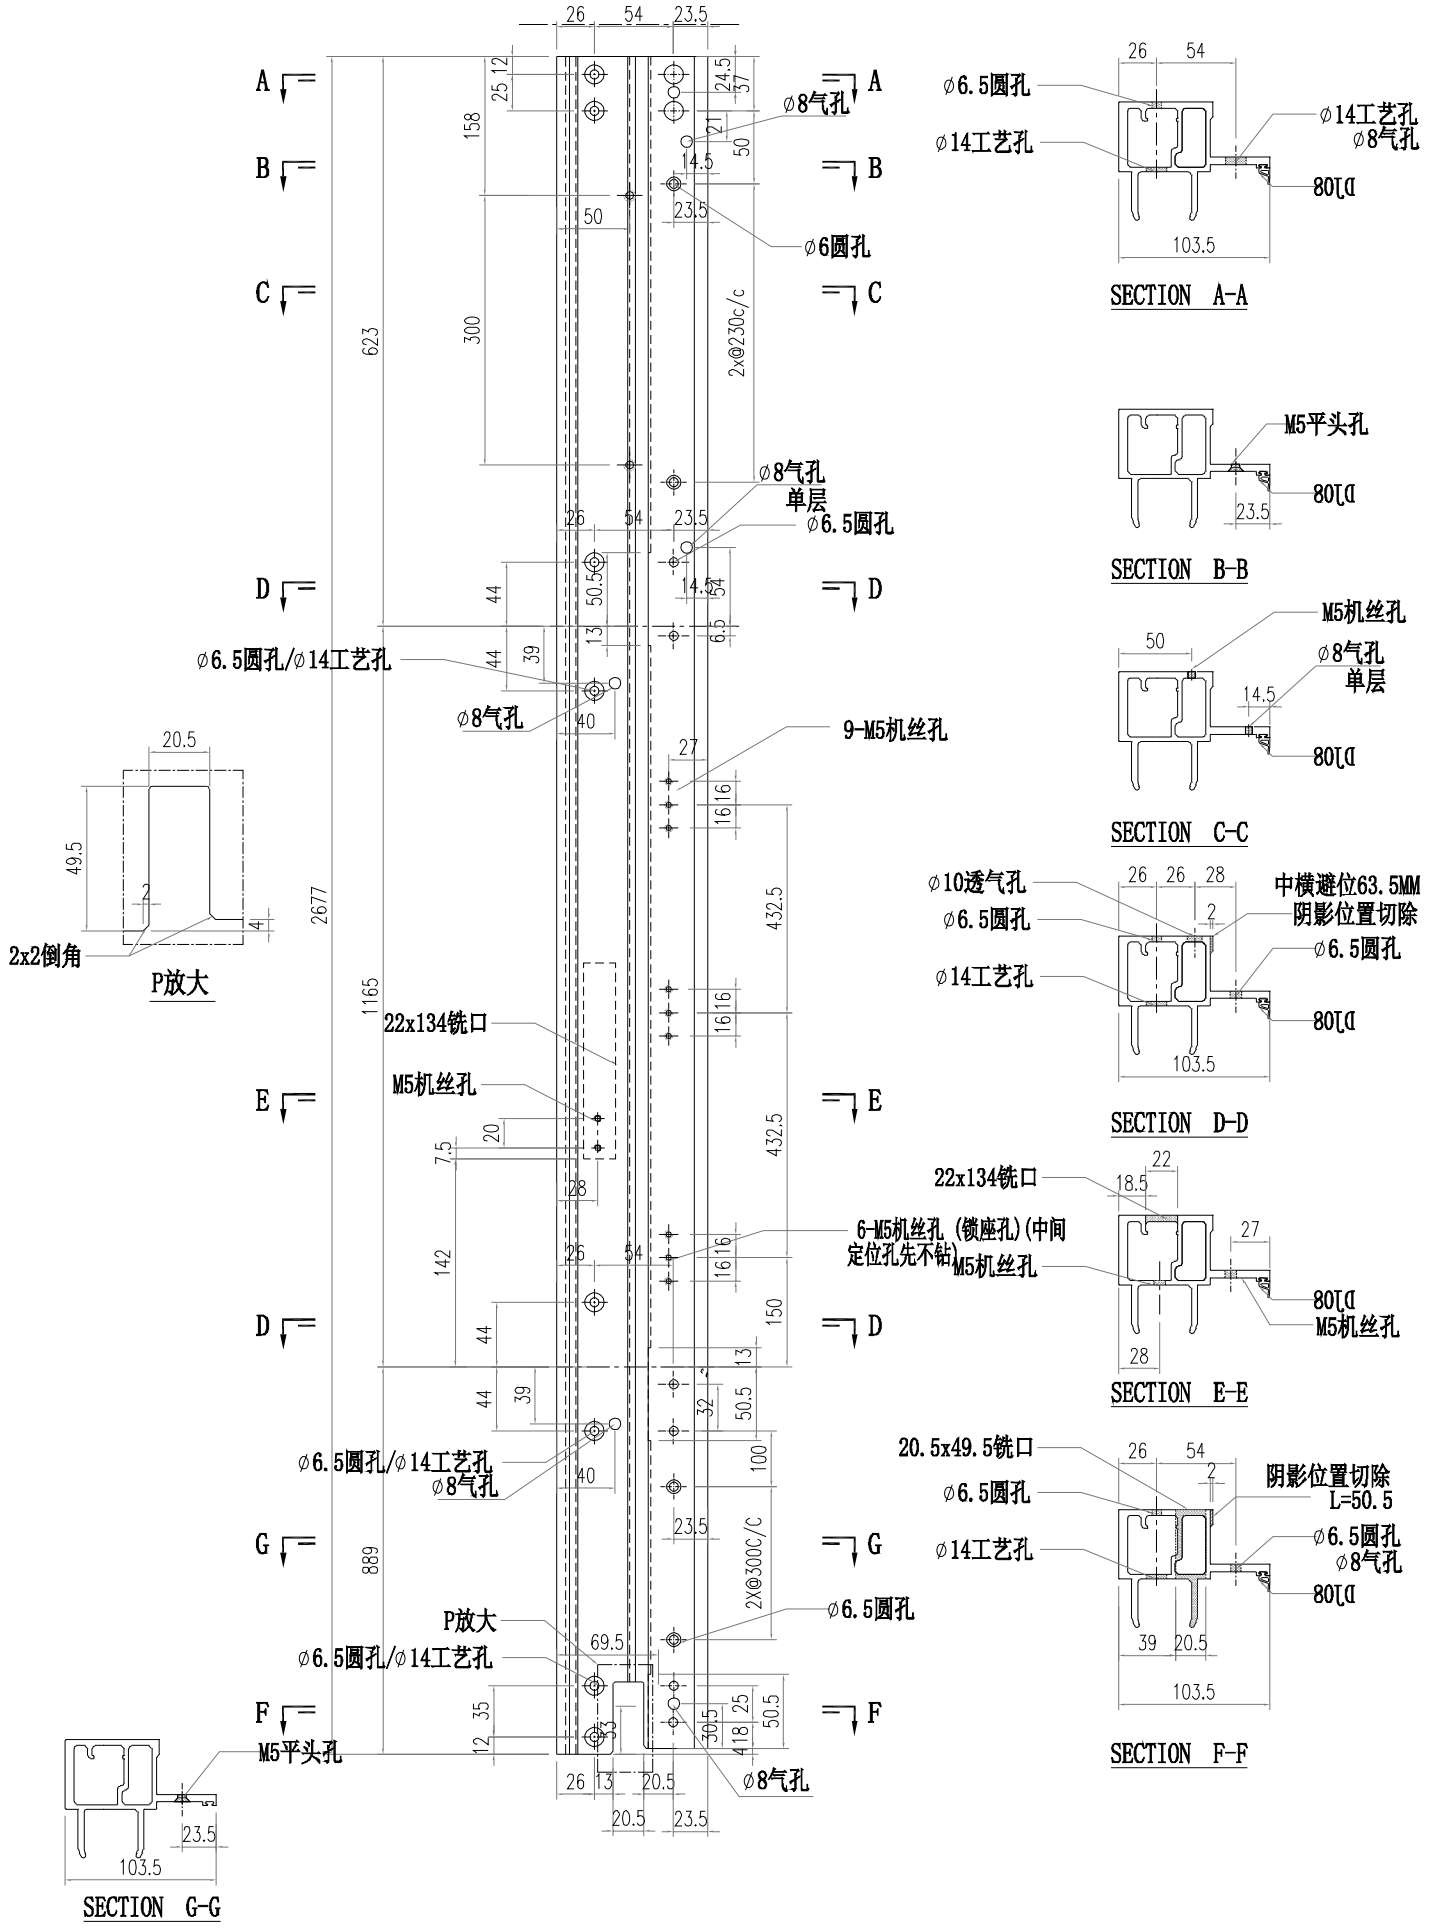 26
54
23.5
A
A
12
25
158
24.5
37
Ø8气孔
21
50
14.5
B
B
50
23.5
Ø6圆孔
C
C
623
300
2x@230c/c
Ø8气孔
单层
26
54
23.5
Ø6.5圆孔
D
D
44
50.5
14.5
54
13
6.5
44
39
Ø6.5圆孔/Ø14工艺孔
Ø8气孔
40
9-M5机丝孔
27
16
16
432.5
2677
1165
16
16
22x134铣口
M5机丝孔
E
E
20
7.5
432.5
28
142
26
54
6-M5机丝孔 (锁座孔)(中间
定位孔先不钻)
16
16
150
D
D
44
13
44
39
32
50.5
Ø6.5圆孔/Ø14工艺孔
Ø8气孔
40
100
G
G
889
23.5
2X@300C/C
Ø6.5圆孔
P放大
69.5
Ø6.5圆孔/Ø14工艺孔
F
F
35
12
33
30.5
25
50.5
18
4
Ø8气孔
26
13
20.5
20.5
23.5
20.5
49.5
2
4
2x2倒角
P放大
M5平头孔
23.5
103.5
SECTION G-G
26
54
Ø6.5圆孔
Ø14工艺孔
Ø14工艺孔
Ø8气孔
DJ08
103.5
SECTION A-A
M5平头孔
DJ08
23.5
SECTION B-B
M5机丝孔
50
Ø8气孔
单层
14.5
DJ08
SECTION C-C
26
26
28
Ø10透气孔
中横避位63.5MM
2
阴影位置切除
Ø6.5圆孔
Ø6.5圆孔
Ø14工艺孔
DJ08
103.5
SECTION D-D
22
22x134铣口
18.5
27
M5机丝孔
DJ08
M5机丝孔
28
SECTION E-E
20.5x49.5铣口
26
54
2
阴影位置切除
L=50.5
Ø6.5圆孔
Ø6.5圆孔
Ø14工艺孔
Ø8气孔
DJ08
39
20.5
103.5
SECTION F-F